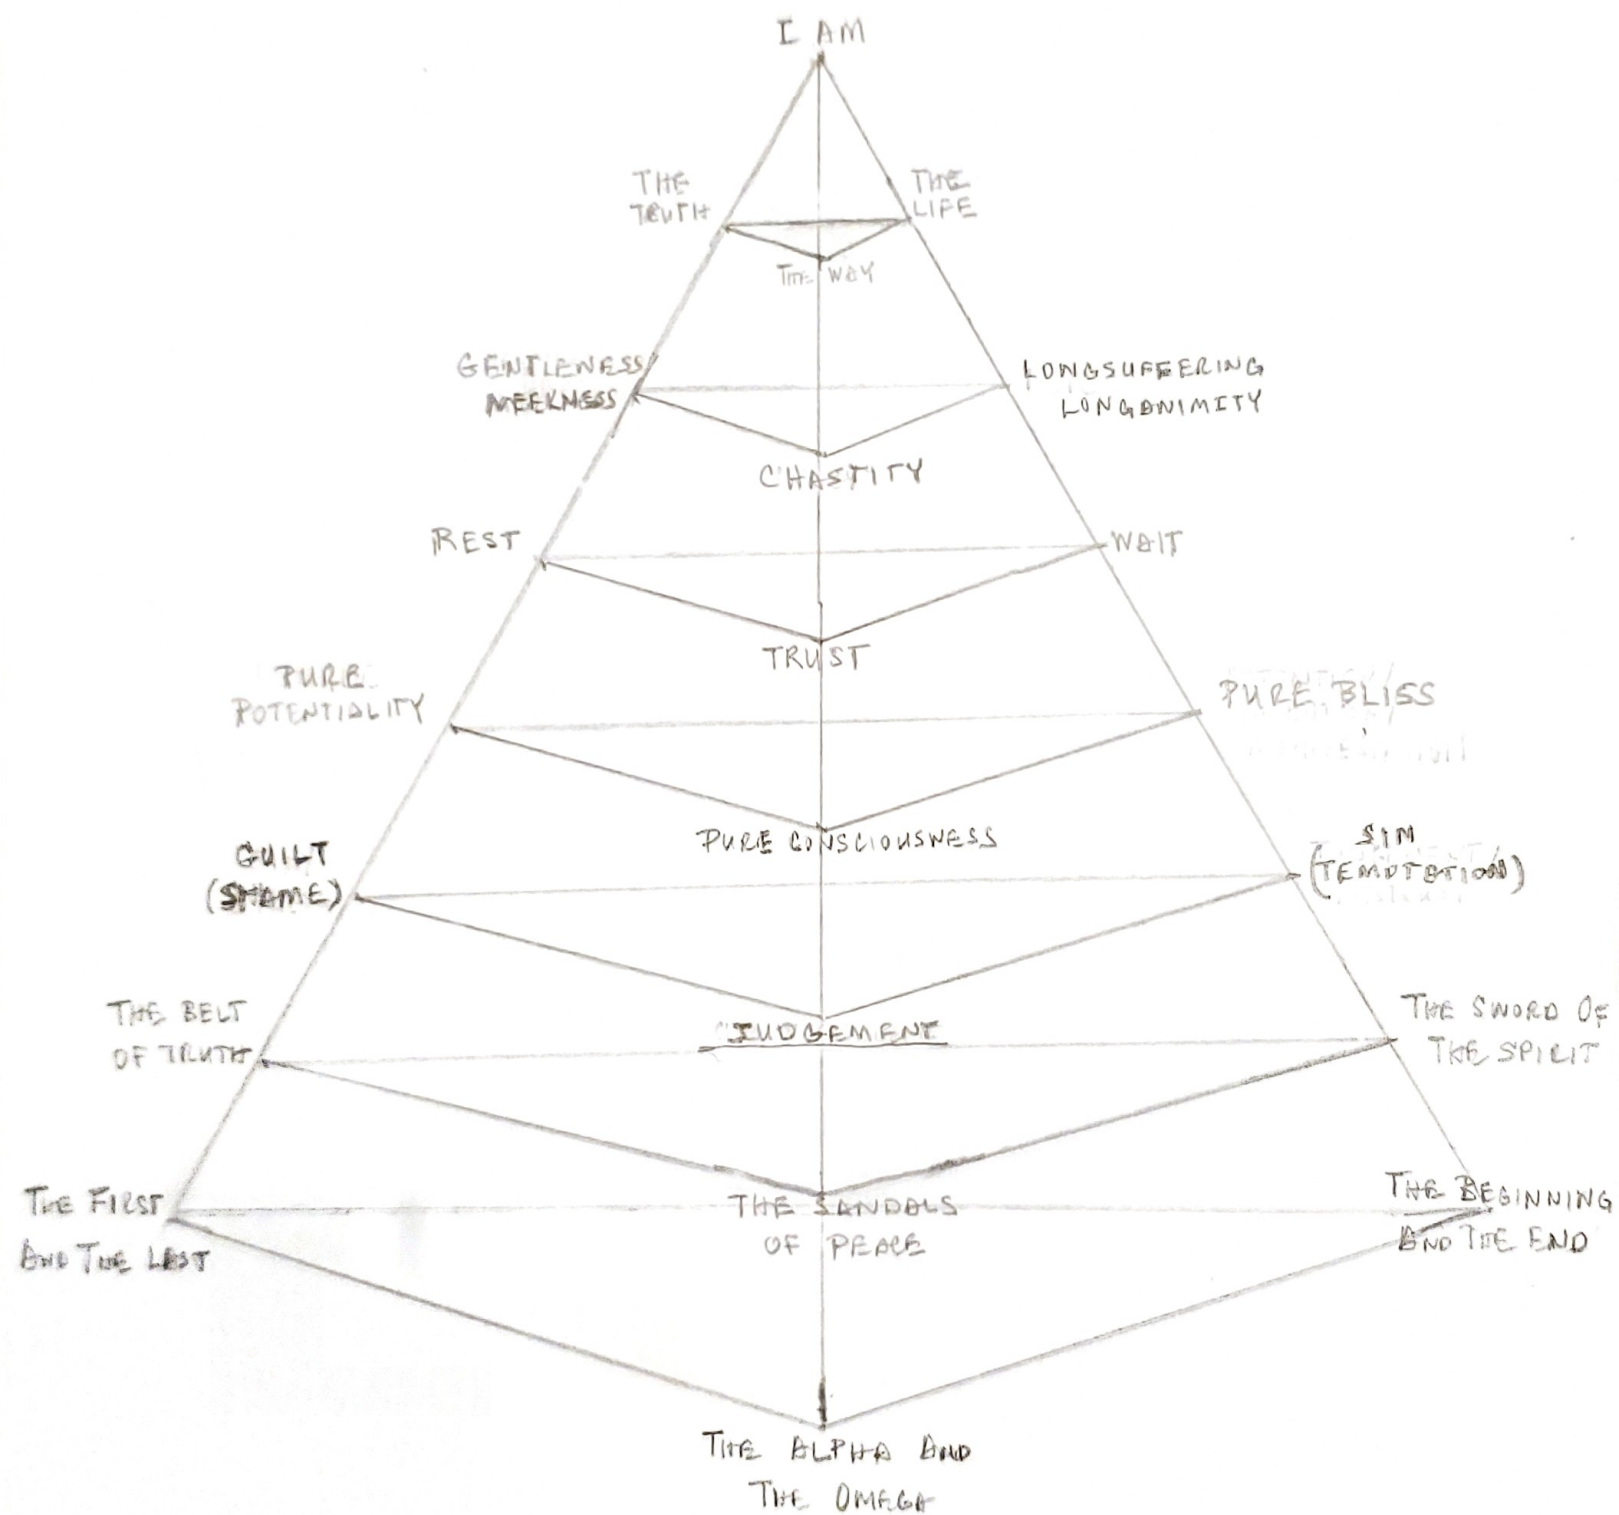 I AM
THE
TRUTH
THE
LIFE
THE WAY
GENTLENESS
MEEKNESS
LONGSUFFERING
LONGANIMITY
CHASTITY
REST
WAIT
TRUST
PURE
POTENTIALITY
PURE BLISS
PURE CONSCIOUSNESS
GUILT
(SHAME)
SIN
(TEMPTATION)
JUDGEMENT
THE BELT
OF TRUTH
THE SWORD OF
THE SPIRIT
THE SANDALS
OF PEACE
THE FIRST
AND THE LAST
THE BEGINNING
AND THE END
THE ALPHA AND
THE OMEGA